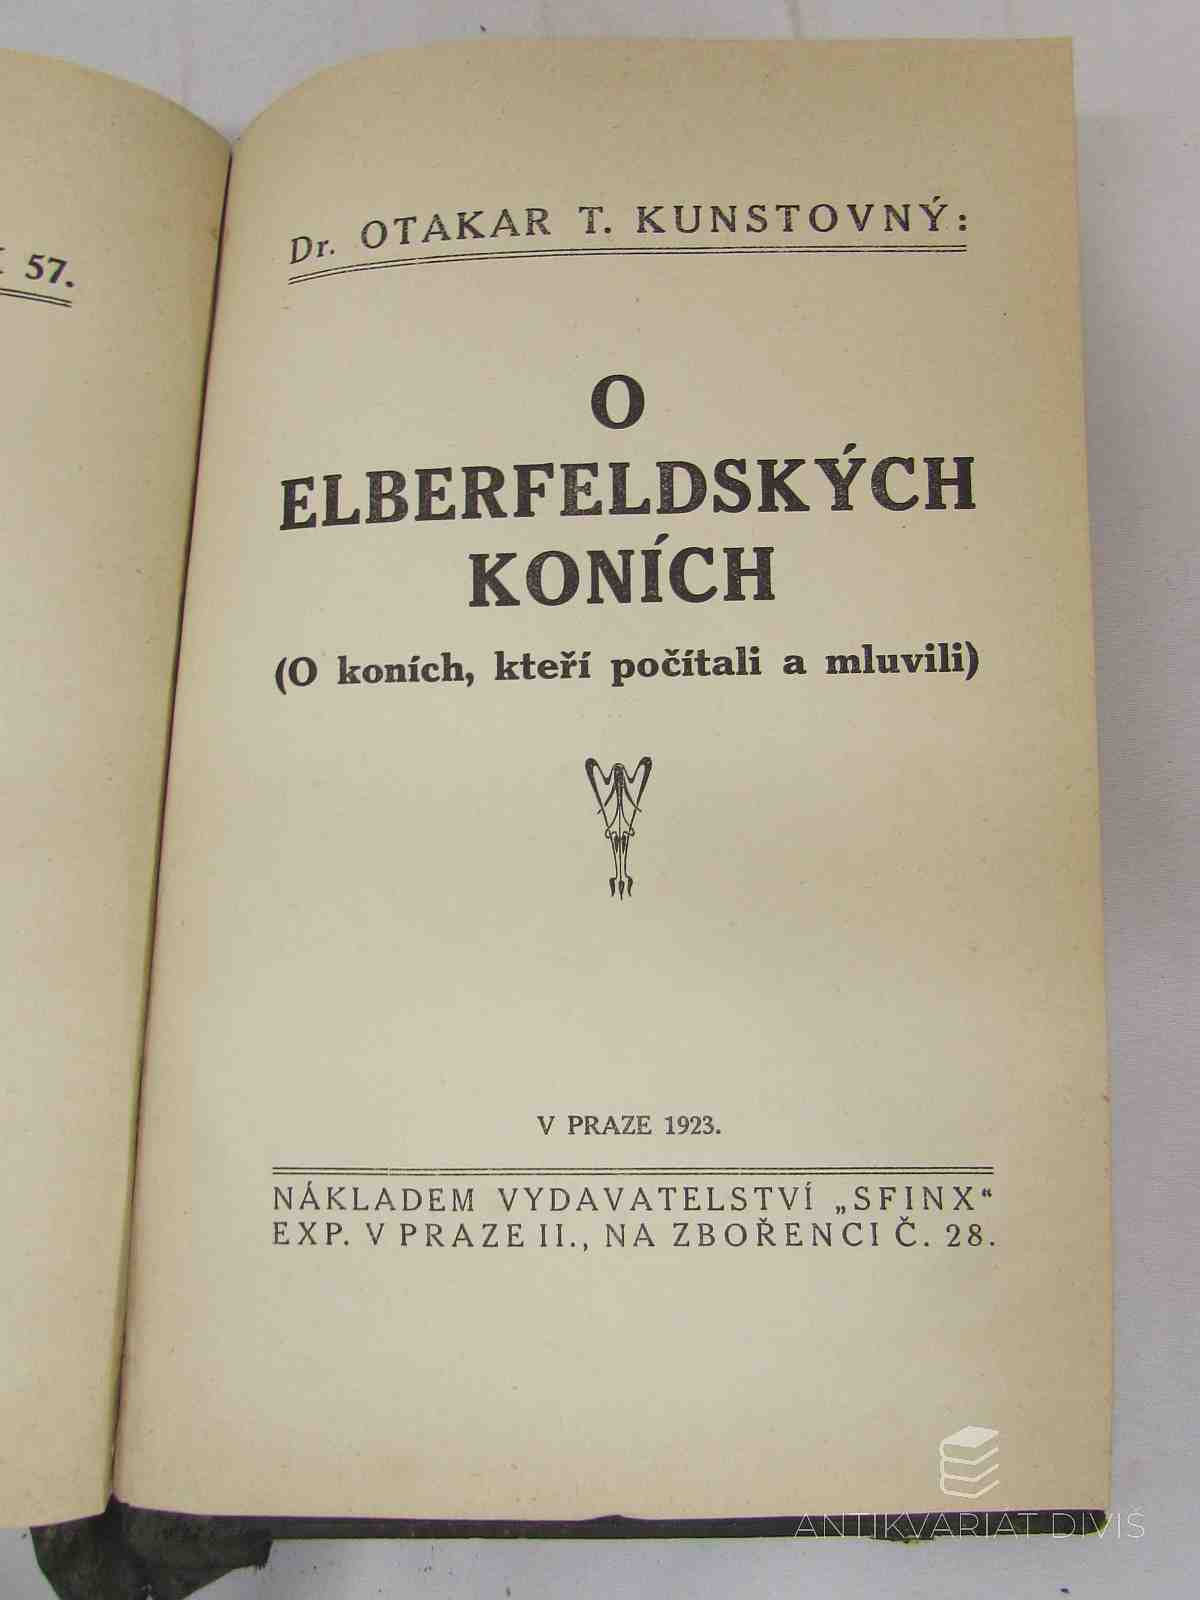 57.
Dr. OTAKAR T. KUNSTOVNÝ:
O
ELBERFELDSKÝCH
KONÍCH
(O koních, kteří počítali a mluvili)
V PRAZE 1923.
NÁKLADEM VYDAVATELSTVÍ „SFINX“
EXP. V PRAZE II., NA ZBOŘENCI Č. 28.
ANTIKVARIÁT DIVIŠ